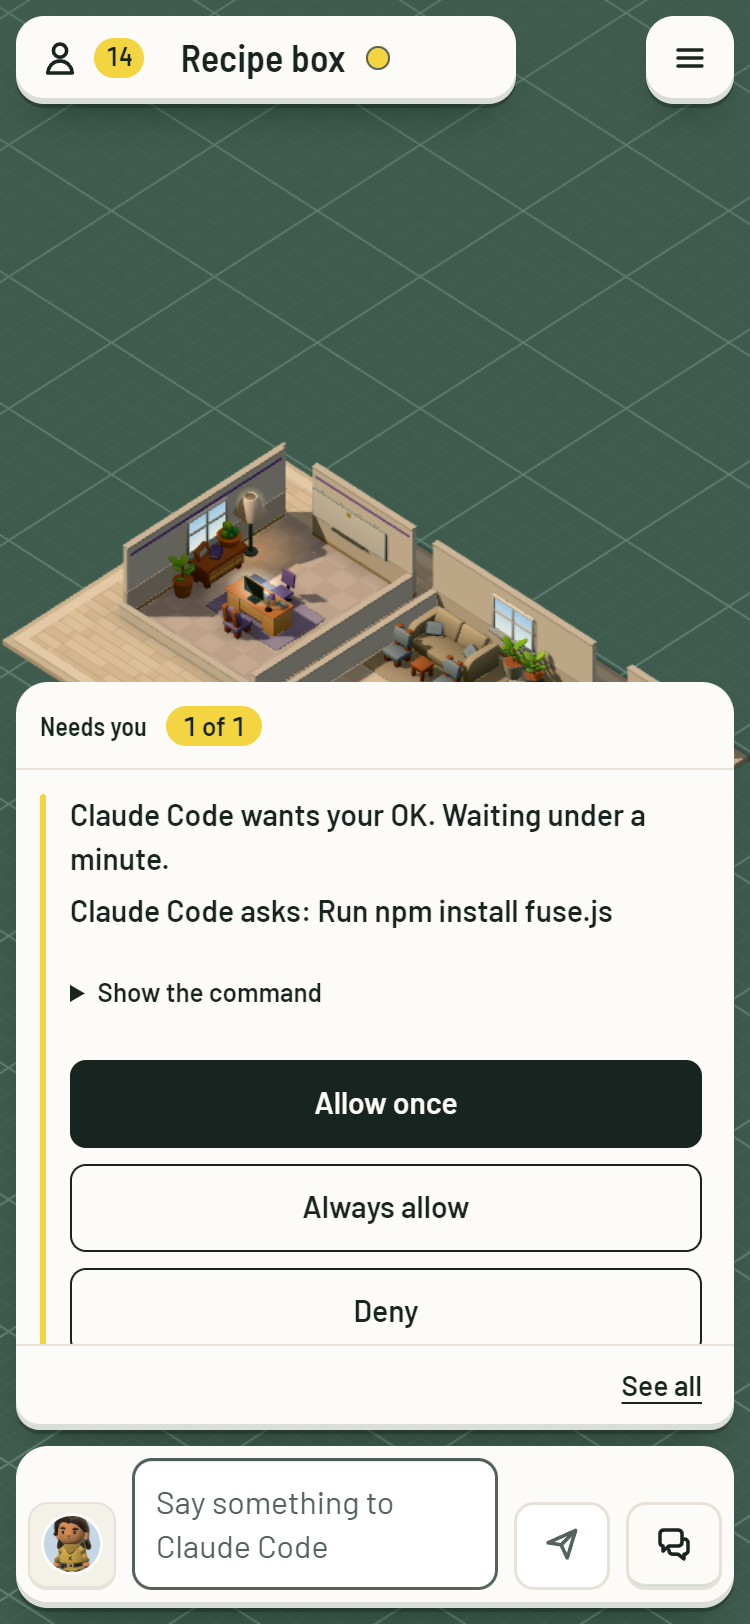 14 Recipe box
Needs you 1 of 1
Claude Code wants your OK. Waiting under a
minute.
Claude Code asks: Run npm install fuse.js
Show the command
Allow once
Always allow
Deny
See all
Say something to
Claude Code